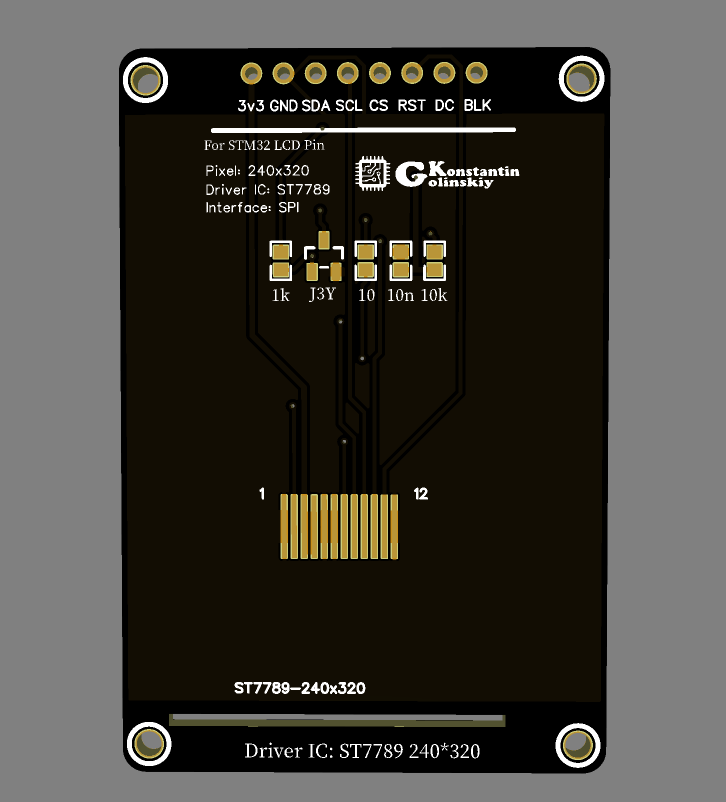 3v3 GND SDA SCL CS RST DC BLK
For STM32 LCD Pin
Pixel: 240x320
Driver IC: ST7789
Interface: SPI
Konstantin
Golinskiy
1k J3Y 10 10n 10k
1 12
ST7789-240x320
Driver IC: ST7789 240*320